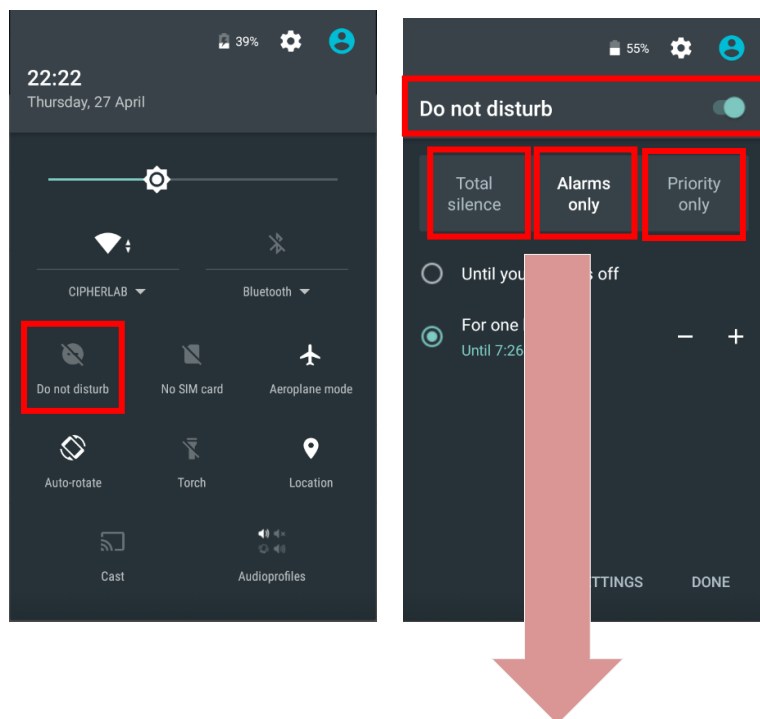 39%
22:22
Thursday, 27 April
CIPHERLAB
Bluetooth
Do not disturb
No SIM card
Aeroplane mode
Auto-rotate
Torch
Location
Cast
Audioprofiles
55%
Do not disturb
Total
silence
Alarms
only
Priority
only
Until off
For one
Until 7:26
DONE